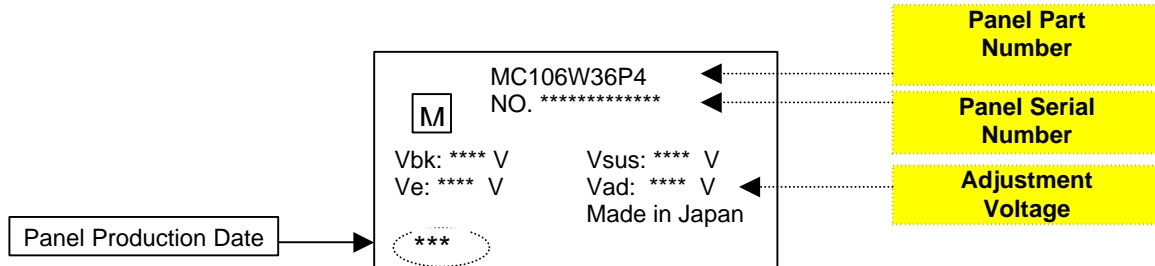 Panel Part
Number
MC106W36P4
NO. *************
Panel Serial
Number
M
Vbk: **** V Vsus: **** V
Ve: **** V Vad: **** V
Adjustment
Voltage
Made in Japan
Panel Production Date
***